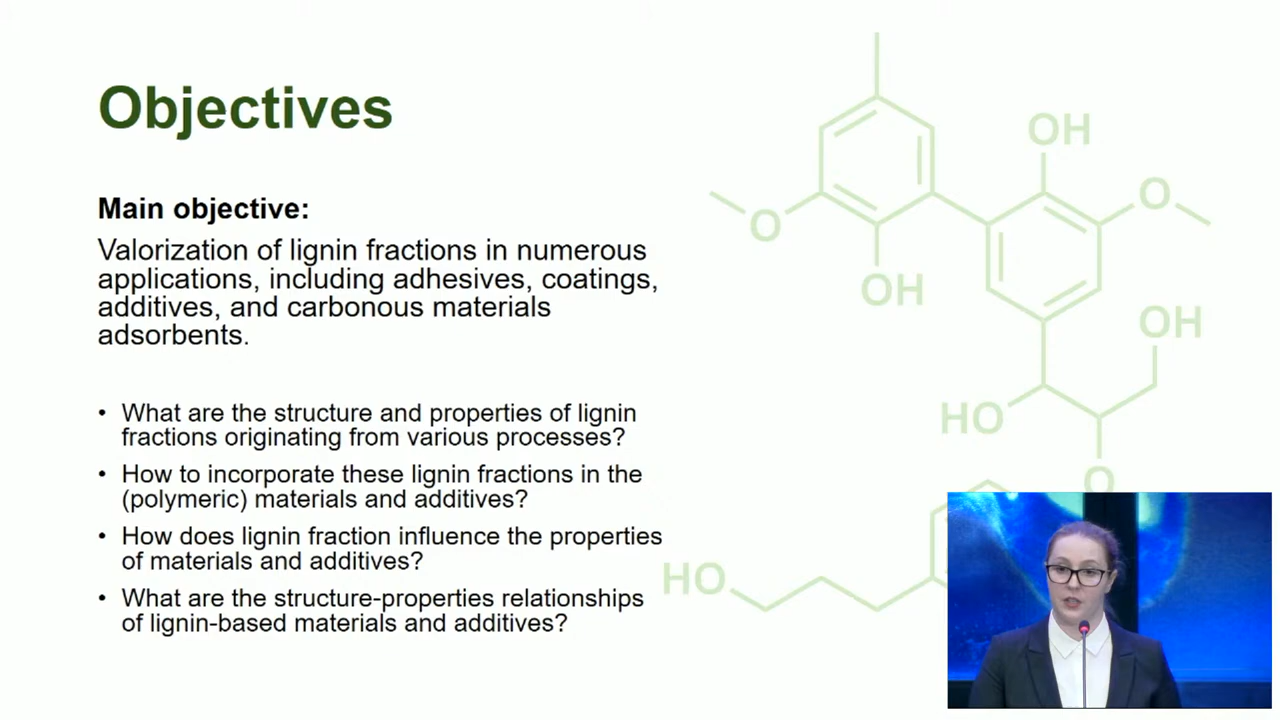 Objectives
Main objective:
Valorization of lignin fractions in numerous
applications, including adhesives, coatings,
additives, and carbonous materials
adsorbents.
• What are the structure and properties of lignin
fractions originating from various processes?
• How to incorporate these lignin fractions in the
(polymeric) materials and additives?
• How does lignin fraction influence the properties
of materials and additives?
• What are the structure-properties relationships
of lignin-based materials and additives?
OH
O
O
OH
OH
HO
O
HO